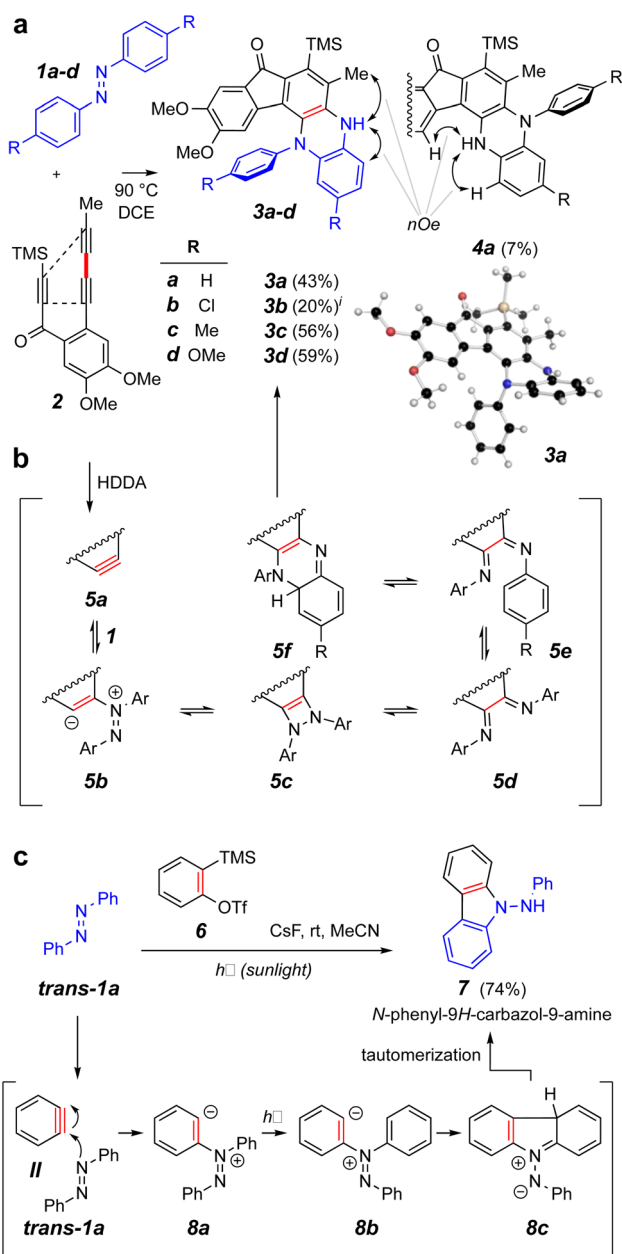 a
R
1a-d
N
N
R
+
O
TMS
Me
MeO
MeO
NH
N
R
R
3a-d
O
TMS
Me
R
N
HN
H
H
R
nOe
4a (7%)
90 °C
DCE
Me
TMS
O
OMe
OMe
2
R
a H 3a (43%)
b Cl 3b (20%)i
c Me 3c (56%)
d OMe 3d (59%)
3a
b
HDDA
5a
1
⊖
⊕
N
N
Ar
Ar
5b
N
N
Ar
Ar
5c
N
N
Ar
Ar
5d
N
N
Ar
R
5e
N
ArN
H
R
5f
c
Ph
N
N
Ph
trans-1a
TMS
OTf
6
CsF, rt, MeCN
h□ (sunlight)
Ph
N
NH
7 (74%)
N-phenyl-9H-carbazol-9-amine
tautomerization
II
Ph
N
N
Ph
trans-1a
⊖
Ph
N
⊕
N
Ph
8a
h□
⊖
N
⊕
N
Ph
8b
H
N
⊕
N
⊖
Ph
8c